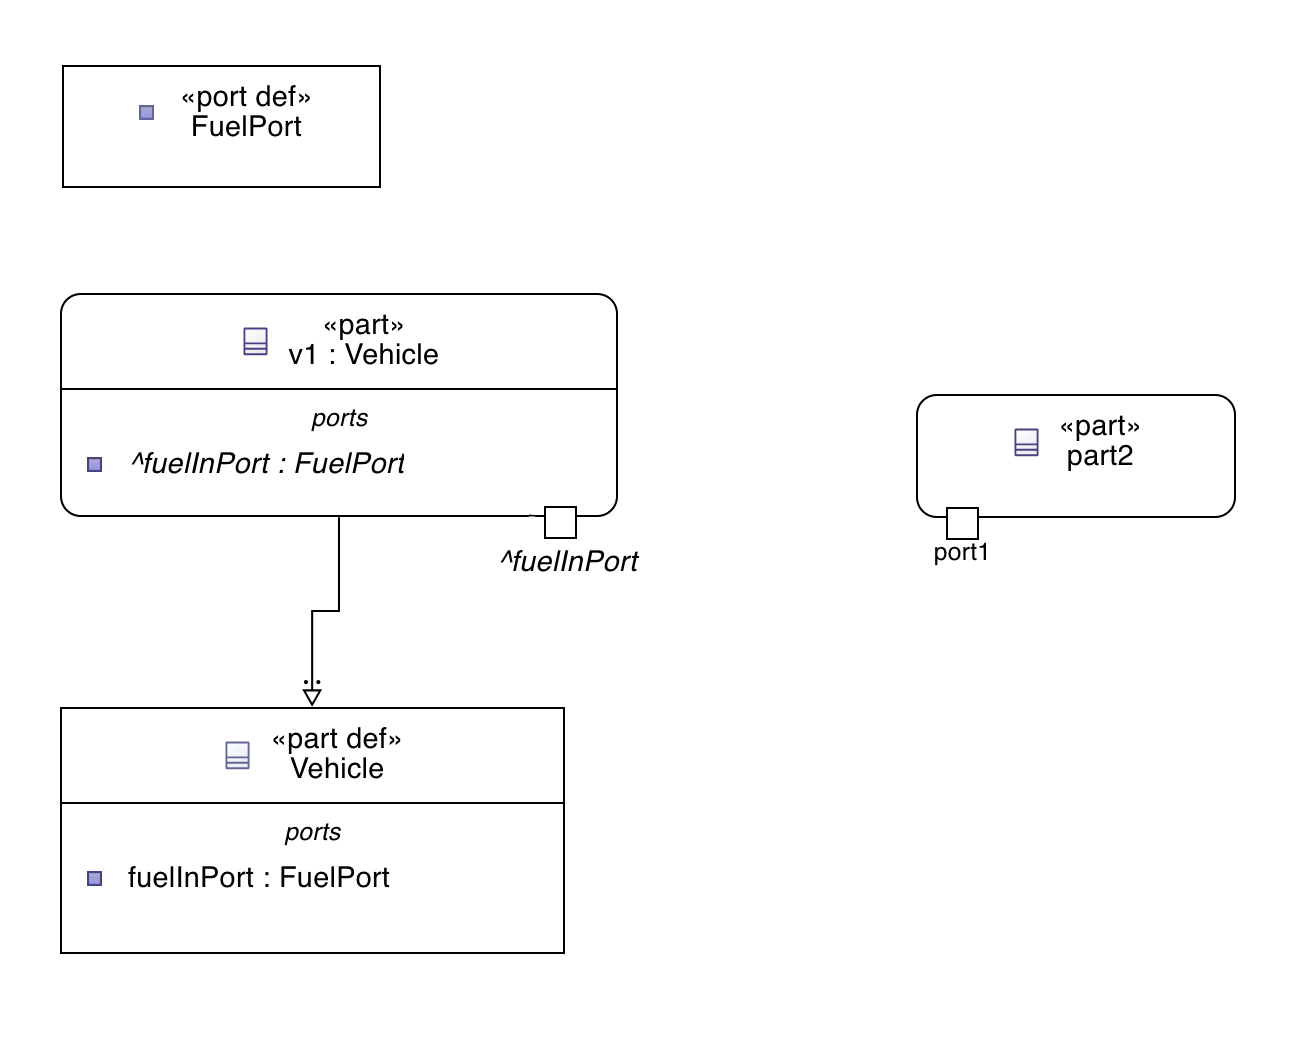 «port def»
FuelPort
«part»
v1 : Vehicle
ports
^fuelInPort : FuelPort
^fuelInPort
«part»
part2
port1
«part def»
Vehicle
ports
fuelInPort : FuelPort